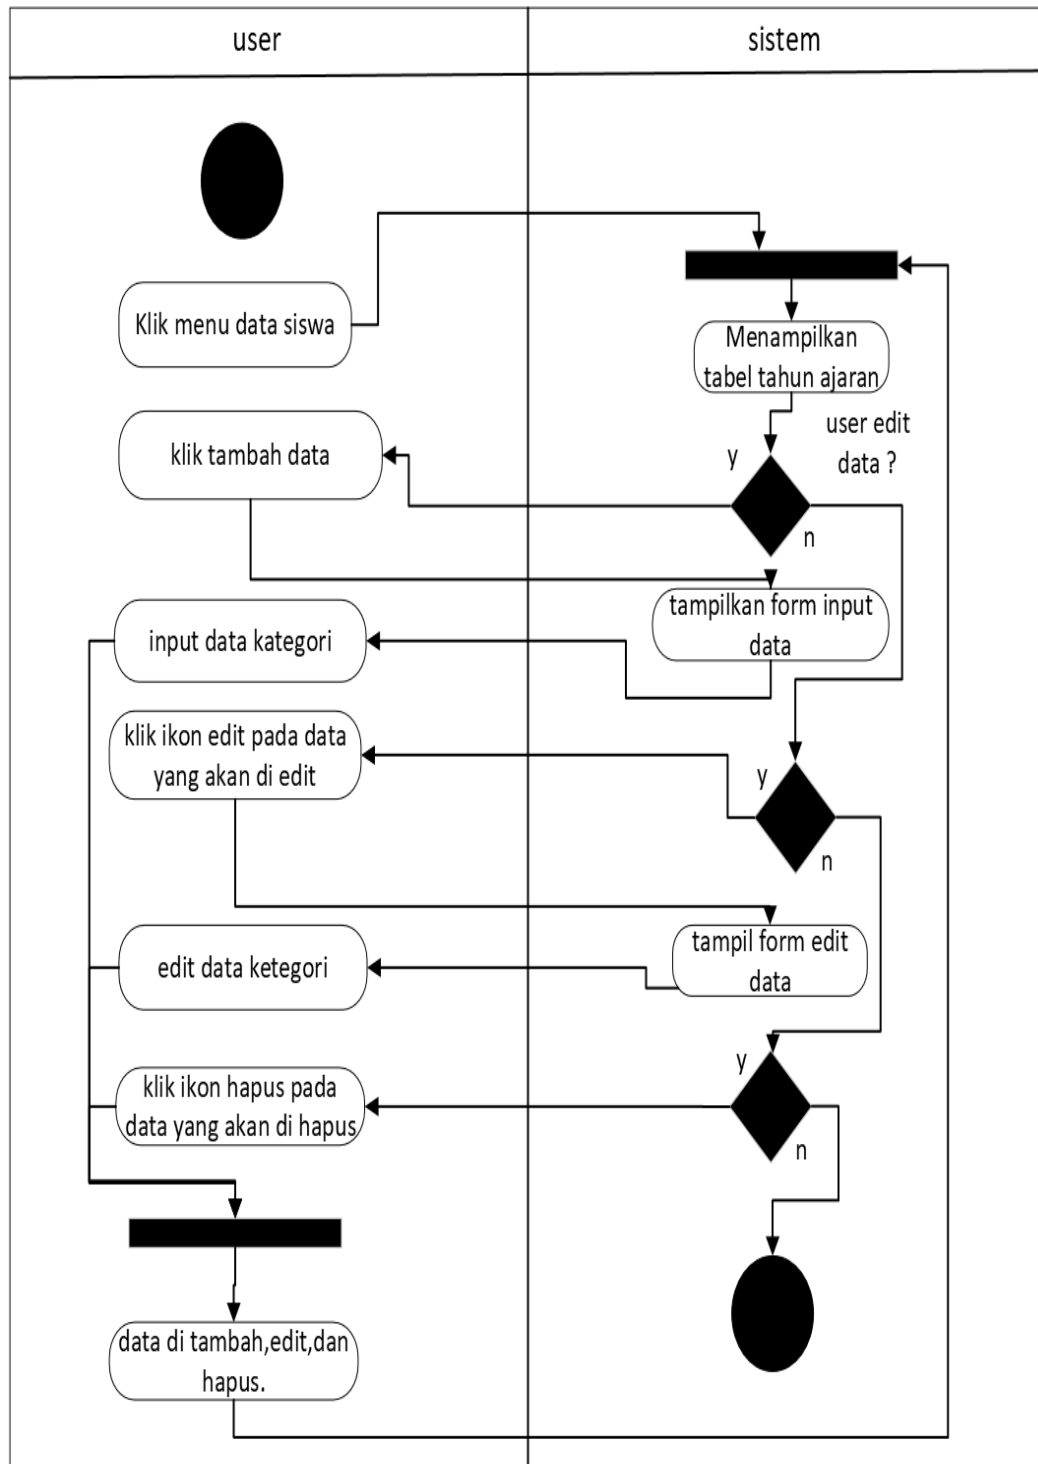 user
sistem
Klik menu data siswa
Menampilkan
tabel tahun ajaran
user edit
data ?
y
klik tambah data
n
tampilkan form input
data
input data kategori
klik ikon edit pada data
yang akan di edit
y
n
tampil form edit
data
edit data ketegori
y
klik ikon hapus pada
data yang akan di hapus
n
data di tambah,edit,dan
hapus.